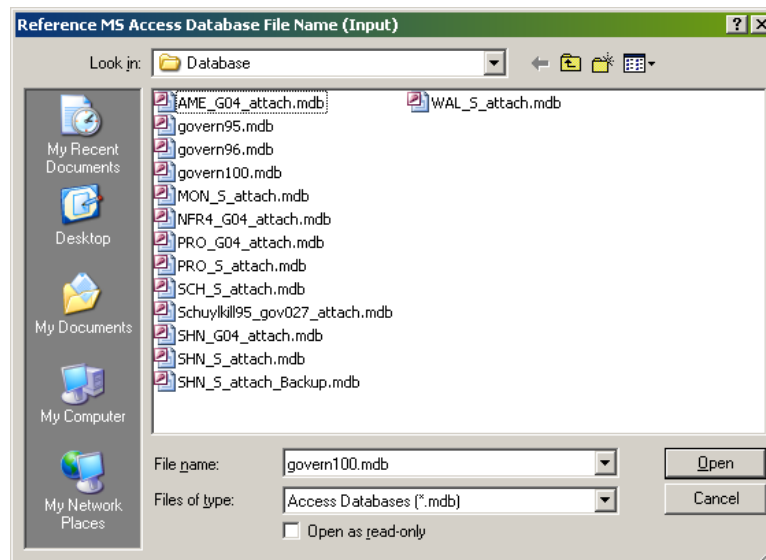 Reference MS Access Database File Name (Input)
Look in: Database
My Recent
Documents
Desktop
My Documents
My Computer
My Network
Places
AME_G04_attach.mdb
govern95.mdb
govern96.mdb
govern100.mdb
MON_S_attach.mdb
NFR4_G04_attach.mdb
PRO_G04_attach.mdb
PRO_S_attach.mdb
SCH_S_attach.mdb
Schuylkill95_gov027_attach.mdb
SHN_G04_attach.mdb
SHN_S_attach.mdb
SHN_S_attach_Backup.mdb
WAL_S_attach.mdb
File name: govern100.mdb Open
Files of type: Access Databases (*.mdb) Cancel
Open as read-only